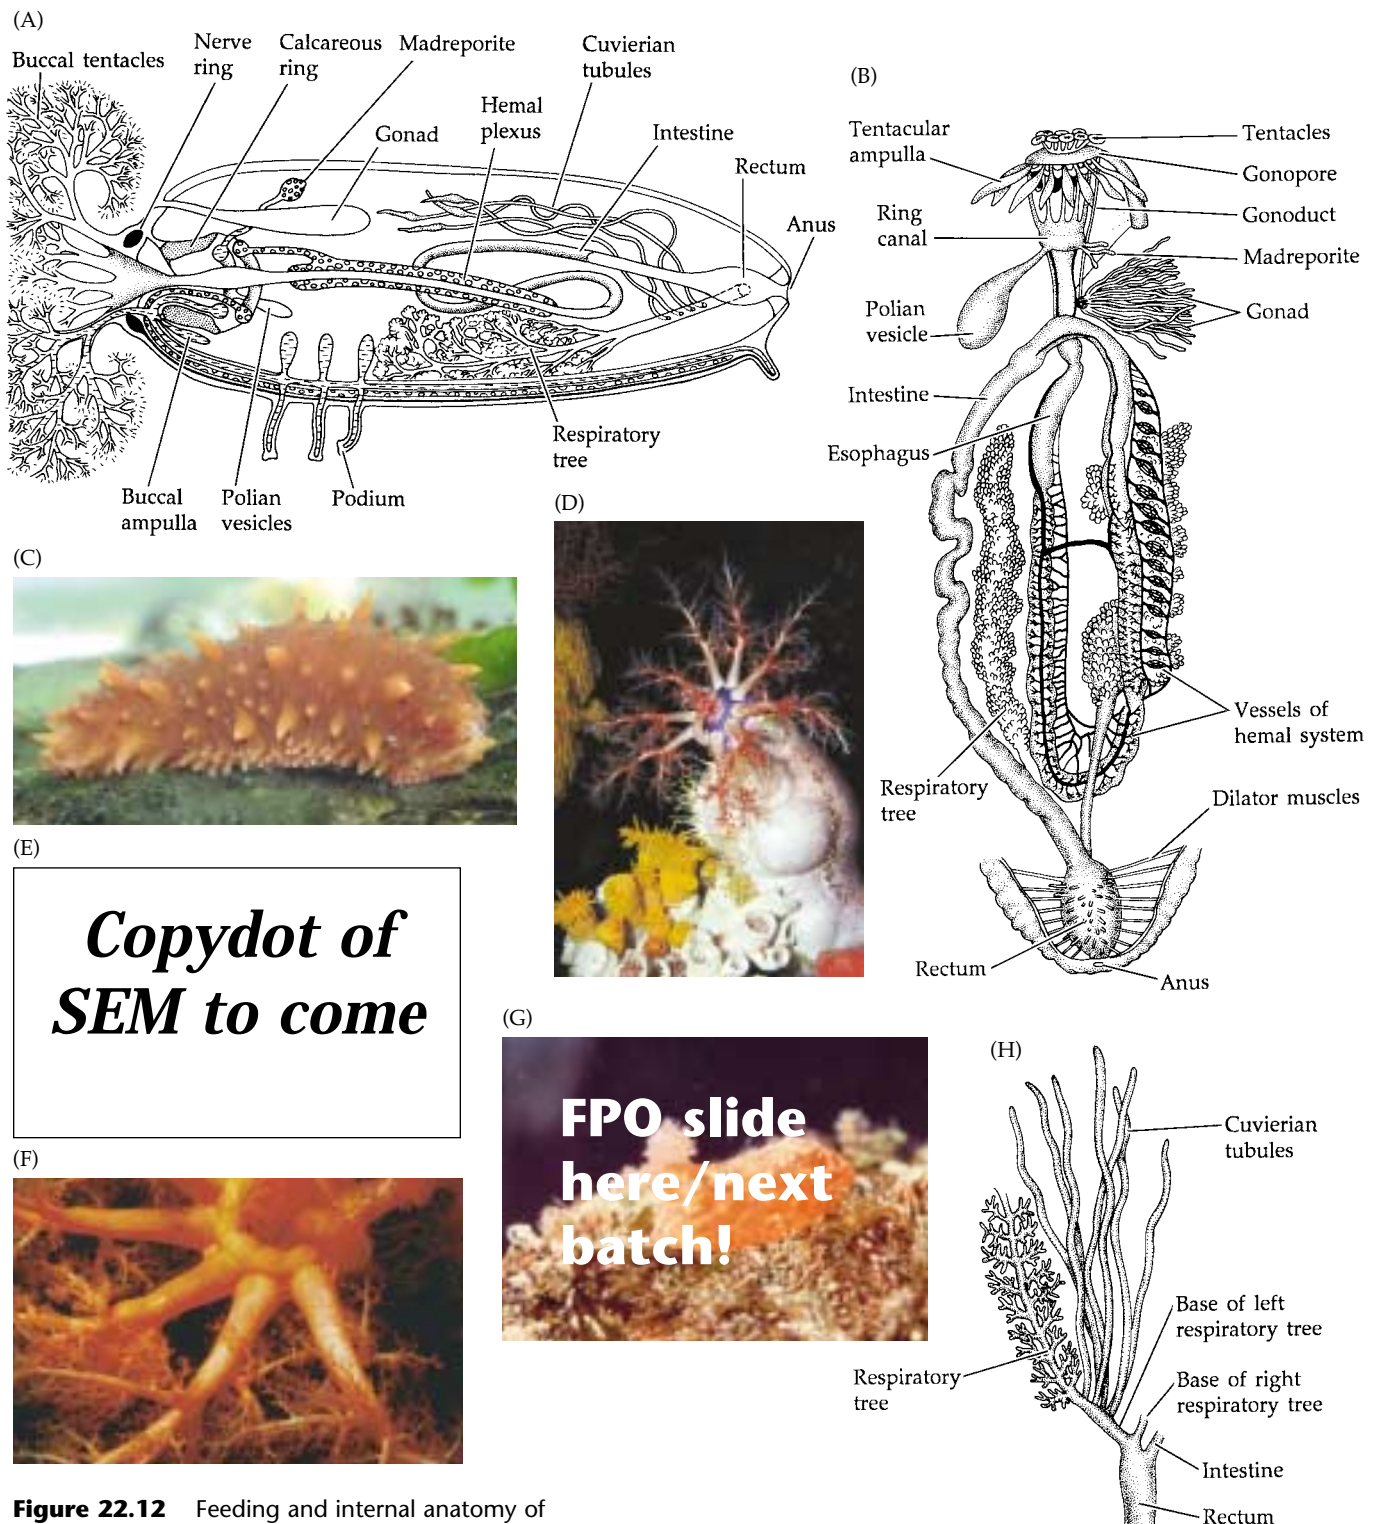 (A)
Buccal tentacles
Nerve
ring
Calcareous
ring
Madreporite
Cuvierian
tubules
Gonad
Hemal
plexus
Intestine
Rectum
Anus
Respiratory
tree
Buccal
ampulla
Polian
vesicles
Podium
(B)
Tentacular
ampulla
Ring
canal
Polian
vesicle
Intestine
Esophagus
Respiratory
tree
Rectum
Tentacles
Gonopore
Gonoduct
Madreporite
Gonad
Vessels of
hemal system
Dilator muscles
Anus
(C)
(D)
(E)
Copydot of
SEM to come
(F)
(G)
FPO slide
here/next
batch!
(H)
Cuvierian
tubules
Base of left
respiratory tree
Respiratory
tree
Base of right
respiratory tree
Intestine
Rectum
Figure 22.12 Feeding and internal anatomy of